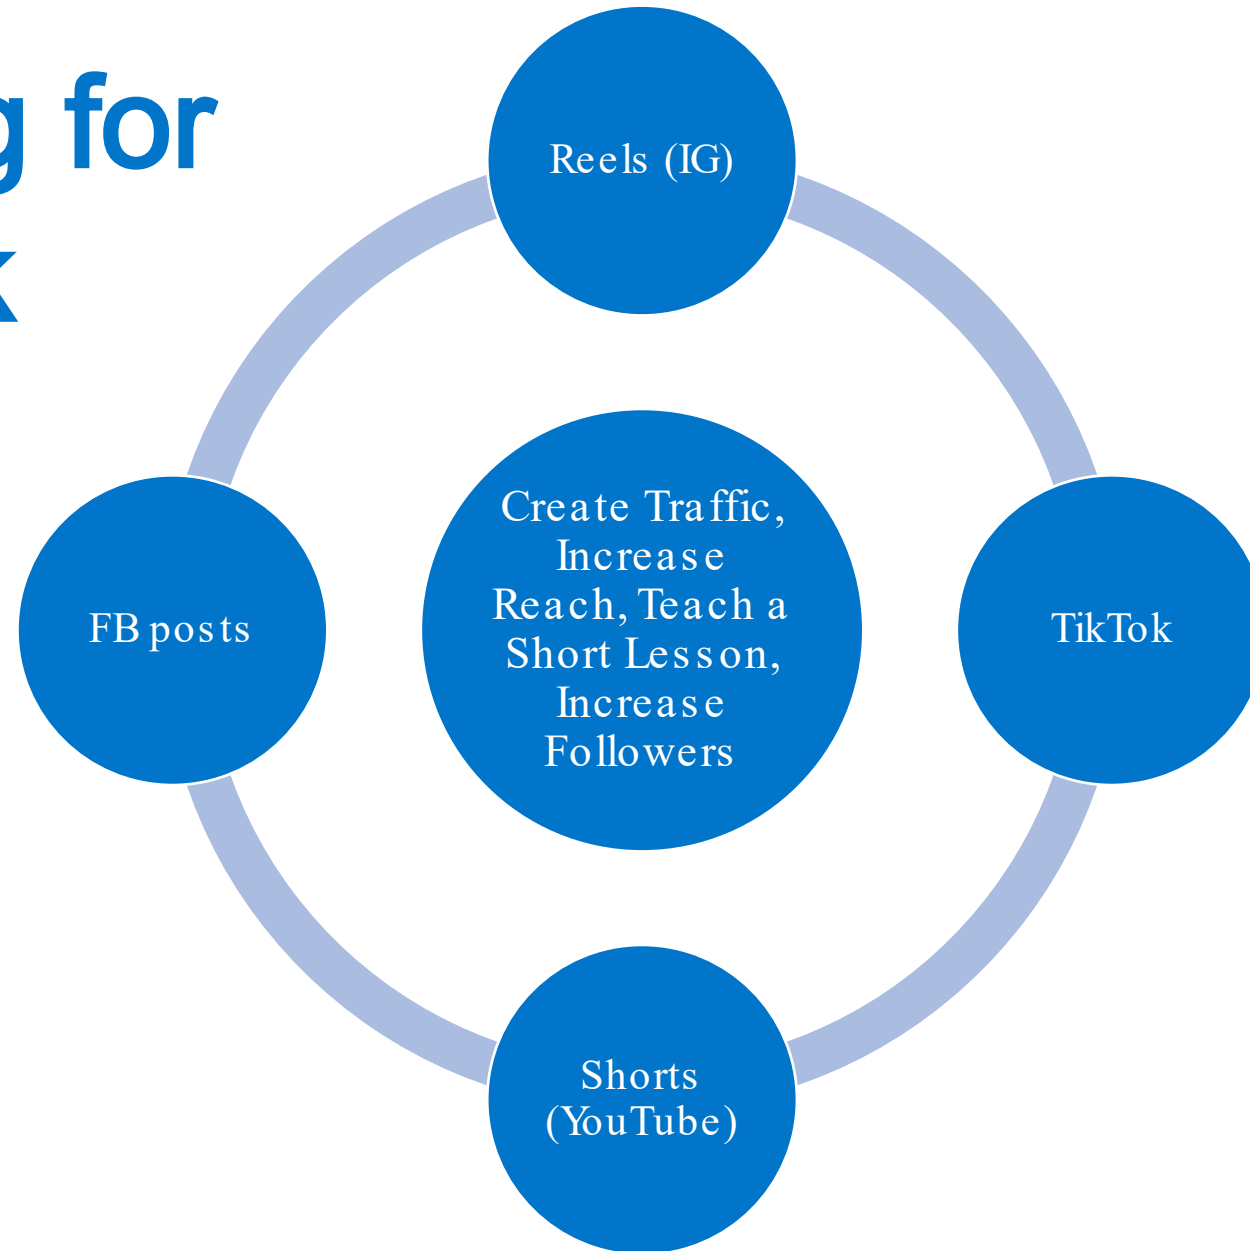 for
Reels (IG)
Create Traffic,
Increase
Reach, Teach a
Short Lesson,
Increase
Followers
FB posts
TikTok
Shorts
(YouTube)